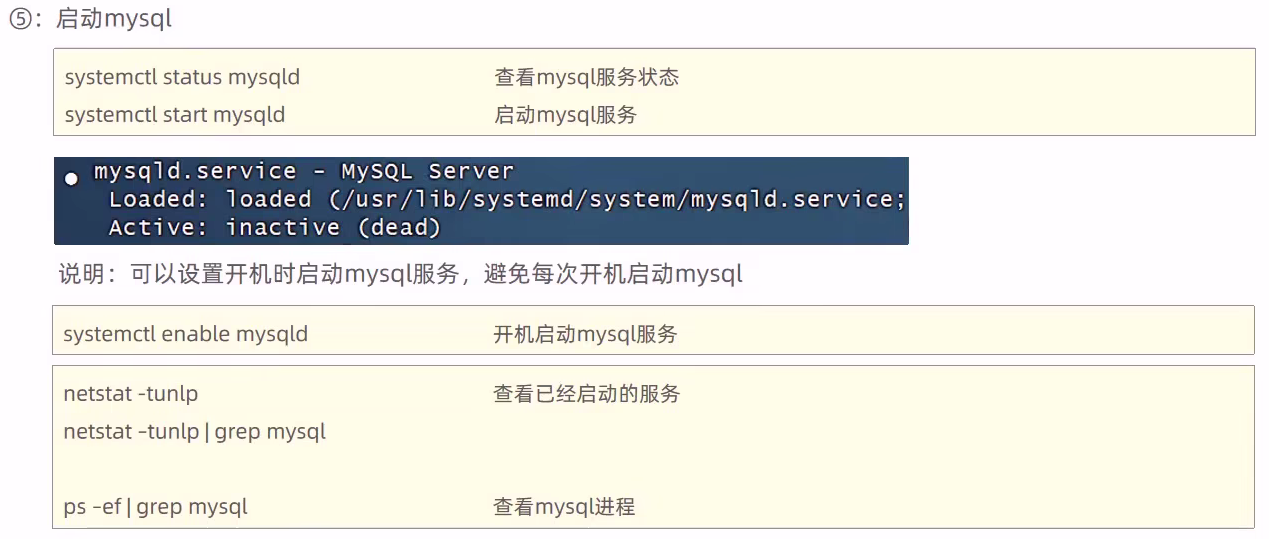 ⑤：启动mysql
systemctl status mysqld 查看mysql服务状态
systemctl start mysqld 启动mysql服务
● mysqld.service - MySQL Server
Loaded: loaded (/usr/lib/systemd/system/mysqld.service;
Active: inactive (dead)
说明：可以设置开机时启动mysql服务，避免每次开机启动mysql
systemctl enable mysqld 开机启动mysql服务
netstat -tunlp 查看已经启动的服务
netstat –tunlp | grep mysql
ps –ef | grep mysql 查看mysql进程